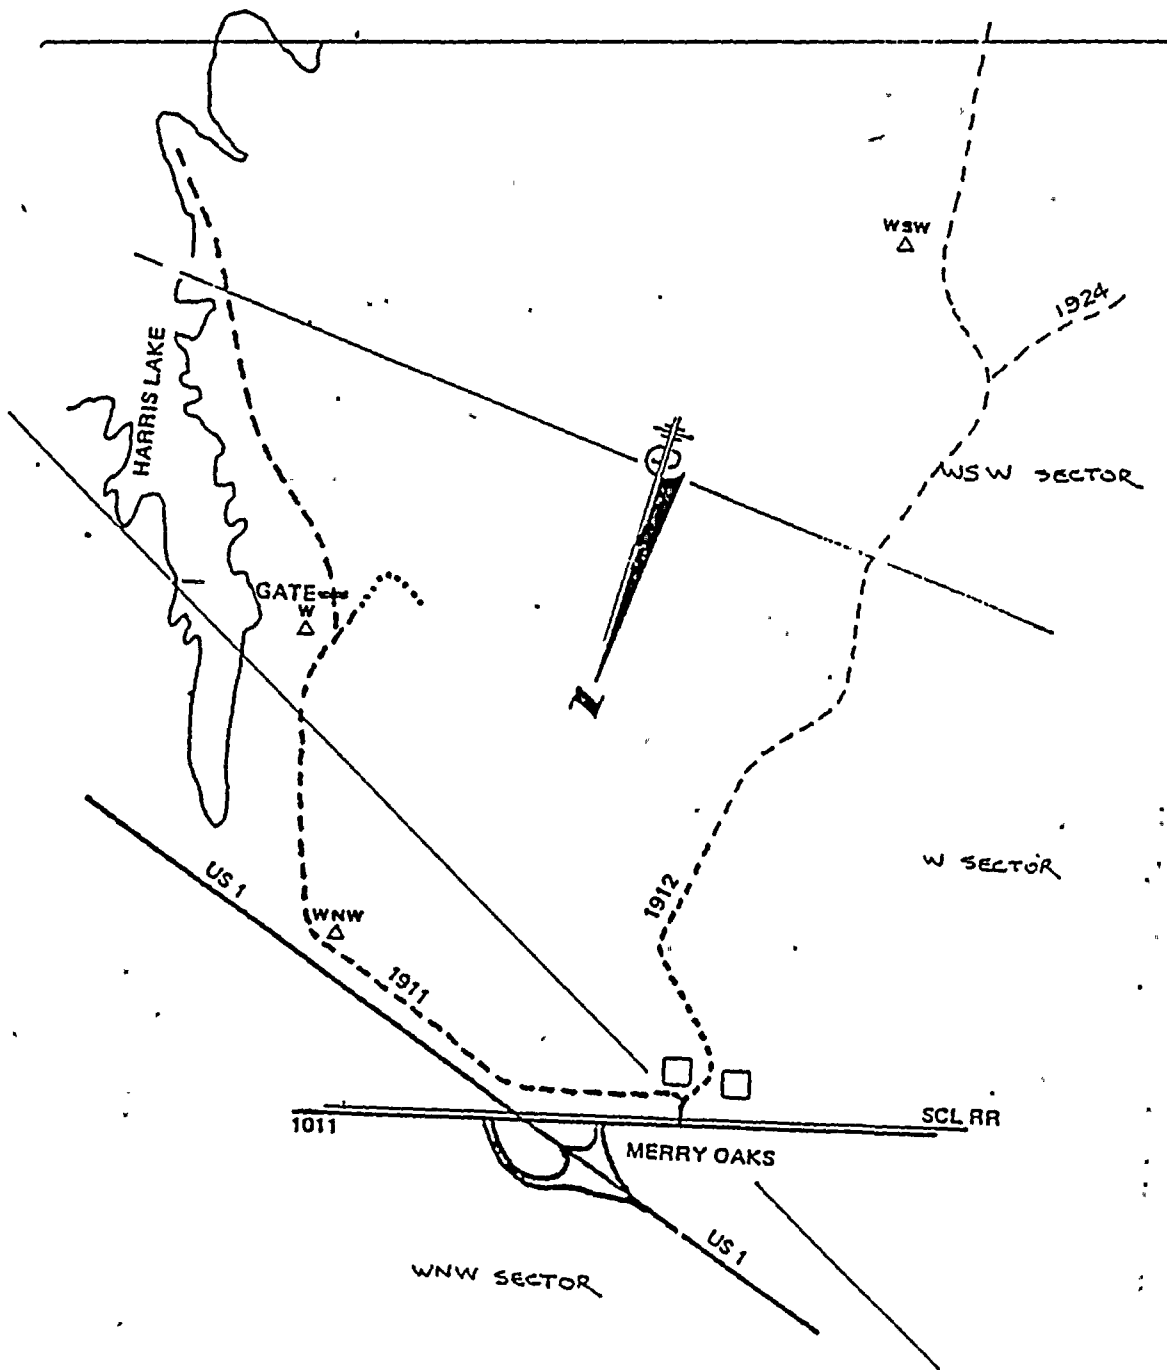 WSW
1924
HARRIS LAKE
WSW SECTOR
GATE
W
N
US 1
W SECTOR
1912
WNW
1911
SCL RR
1011
MERRY OAKS
US 1
WNW SECTOR